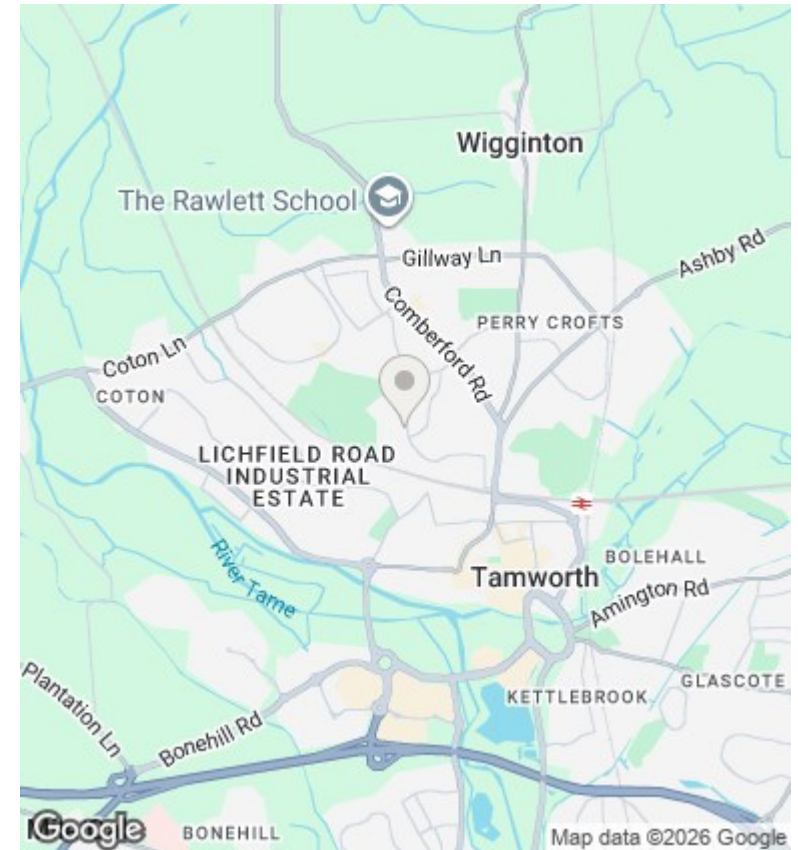 Wigginton
The Rawlett School
Gillway Ln
Ashby Rd
Comberford Rd
PERRY CROFTS
Coton Ln
COTON
LICHFIELD ROAD
INDUSTRIAL
ESTATE
River Tame
Tamworth
BOLEHALL
Amington Rd
Plantation Ln
Bonehill Rd
KETTLEBROOK
GLASCOTE
Google
BONEHILL
Map data ©2026 Google